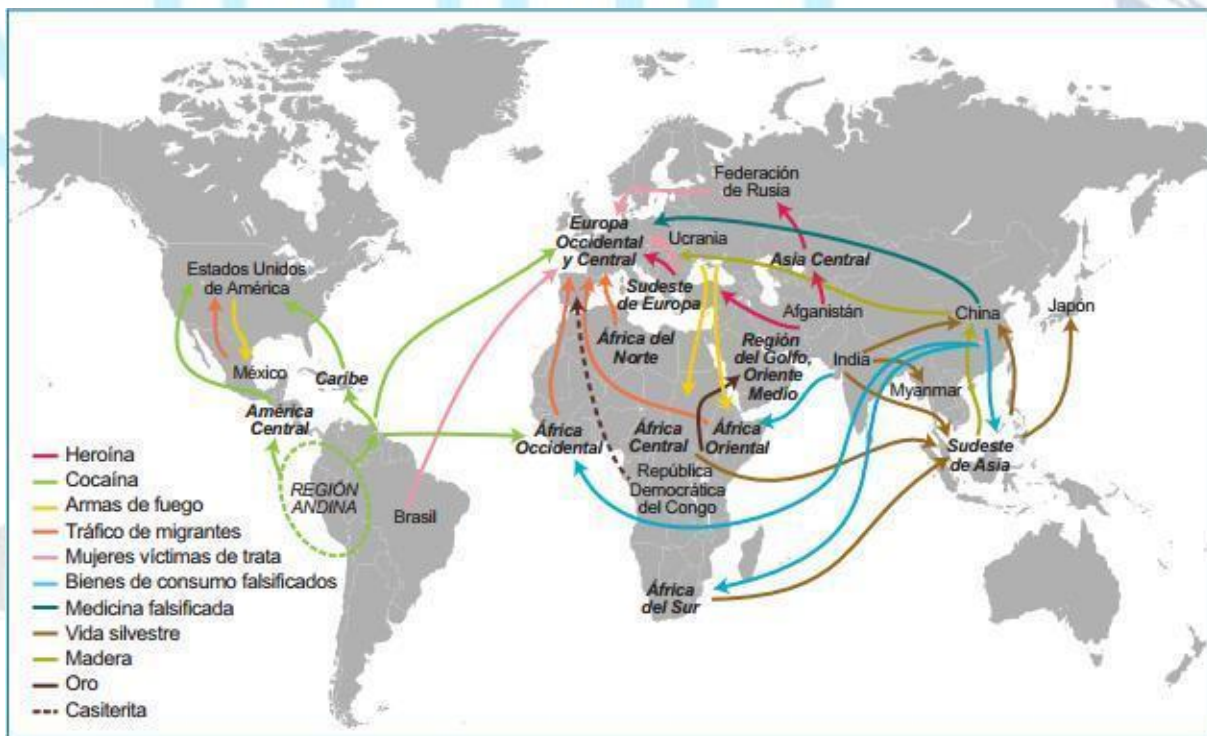 Federación
de Rusia
Europa
Occidental
y Central
Ucrania
Estados Unidos
de América
Asia Central
Sudeste
de Europa
Afganistán
China
Japón
África del
Norte
Región
del Golfo,
Oriente
Medio
India
México
Caribe
Myanmar
América
Central
África
Occidental
África
Central
África
Oriental
Sudeste
de Asia
República
Democrática
del Congo
REGIÓN
ANDINA
Brasil
África
del Sur
Heroína
Cocaína
Armas de fuego
Tráfico de migrantes
Mujeres víctimas de trata
Bienes de consumo falsificados
Medicina falsificada
Vida silvestre
Madera
Oro
Casiterita